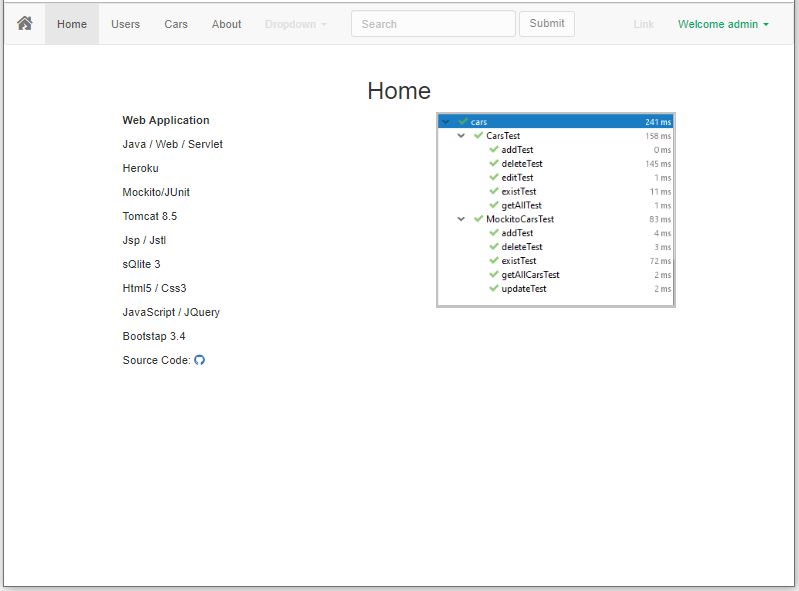 Home Users Cars About Dropdown Search Submit Link Welcome admin
Home
Web Application
Java / Web / Servlet
Heroku
Mockito/JUnit
Tomcat 8.5
Jsp / Jstl
sQlite 3
Html5 / Css3
JavaScript / JQuery
Bootstap 3.4
Source Code:
cars 241 ms
CarsTest 158 ms
addTest 0 ms
deleteTest 145 ms
editTest 1 ms
existTest 11 ms
getAllTest 1 ms
MockitoCarsTest 83 ms
addTest 4 ms
deleteTest 3 ms
existTest 72 ms
getAllCarsTest 2 ms
updateTest 2 ms